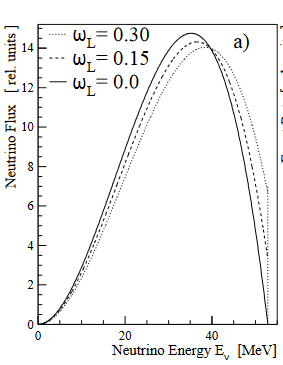 ω_L = 0.30
ω_L = 0.15
ω_L = 0.0
a)
Neutrino Flux [ rel. units ]
14
12
10
8
6
4
2
0
0 20 40
Neutrino Energy E_ν [MeV]